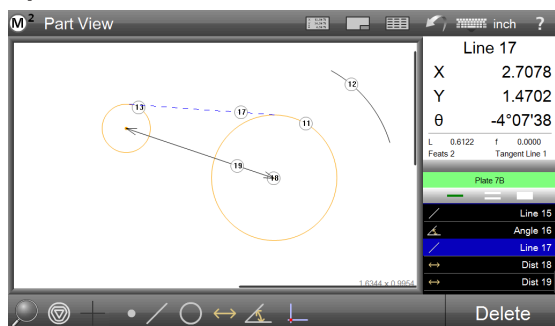 M² Part View inch ?
Line 17
X 2.7078
Y 1.4702
θ -4°07'38
L 0.6122 f 0.0000
Feats 2 Tangent Line 1
Plate 7B
Line 15
Angle 16
Line 17
Dist 18
Dist 19
12
13
17
11
19
18
1.6344 x 0.9954
Delete